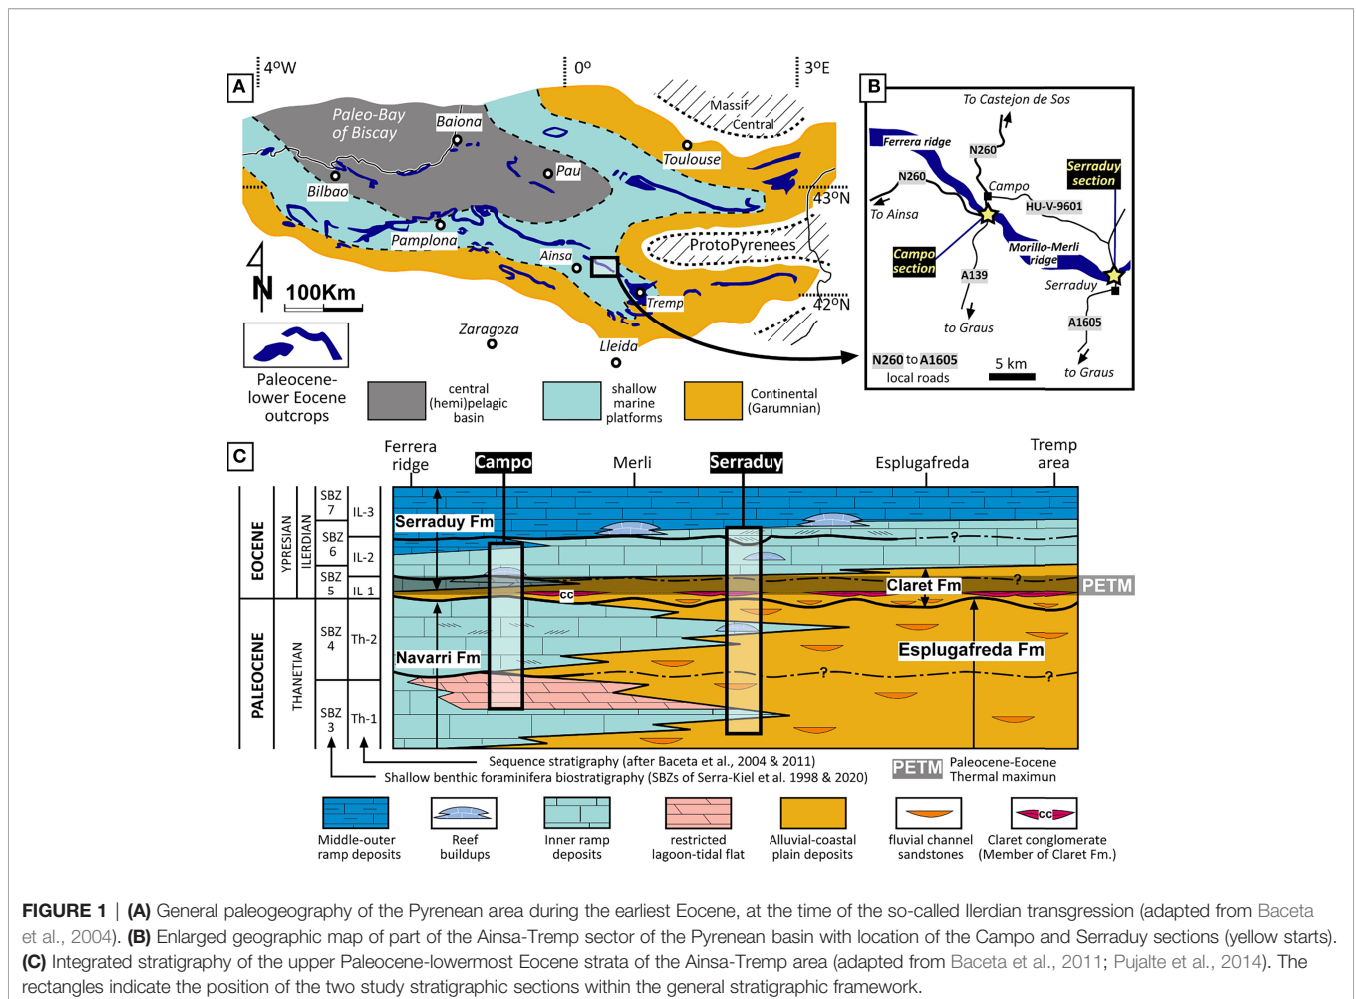 A
4ºW
0º
3ºE
Massif
Central
Paleo-Bay
of Biscay
Baiona
Toulouse
Pau
Bilbao
43ºN
Pamplona
ProtoPyrenees
Ainsa
N
100Km
Tremp
42ºN
Zaragoza
Lleida
Paleocene-
lower Eocene
outcrops
central
(hemi)pelagic
basin
shallow
marine
platforms
Continental
(Garumnian)
B
To Castejon de Sos
Ferrera ridge
N260
Serraduy
section
N260
Campo
HU-V-9601
To Ainsa
Campo
section
Morillo-Merli
ridge
A139
Serraduy
to Graus
A1605
N260 to A1605
local roads
5 km
to Graus
C
Ferrera
ridge
Campo
Merli
Serraduy
Esplugafreda
Tremp
area
EOCENE
YPRESIAN
ILERDIAN
SBZ
7
IL-3
SBZ
6
IL-2
SBZ
5
IL 1
PALEOCENE
THANETIAN
SBZ
4
Th-2
SBZ
3
Th-1
Serraduy Fm
?
?
Claret Fm
PETM
cc
Navarri Fm
Esplugafreda Fm
?
?
Sequence stratigraphy (after Baceta et al., 2004 & 2011)
Shallow benthic foraminifera biostratigraphy (SBZs of Serra-Kiel et al. 1998 & 2020)
PETM
Paleocene-Eocene
Thermal maximun
Middle-outer
ramp deposits
Reef
buildups
Inner ramp
deposits
restricted
lagoon-tidal flat
Alluvial-coastal
plain deposits
fluvial channel
sandstones
cc
Claret conglomerate
(Member of Claret Fm.)
FIGURE 1 | (A) General paleogeography of the Pyrenean area during the earliest Eocene, at the time of the so-called Ilerdian transgression (adapted from Baceta
et al., 2004). (B) Enlarged geographic map of part of the Ainsa-Tremp sector of the Pyrenean basin with location of the Campo and Serraduy sections (yellow starts).
(C) Integrated stratigraphy of the upper Paleocene-lowermost Eocene strata of the Ainsa-Tremp area (adapted from Baceta et al., 2011; Pujalte et al., 2014). The
rectangles indicate the position of the two study stratigraphic sections within the general stratigraphic framework.